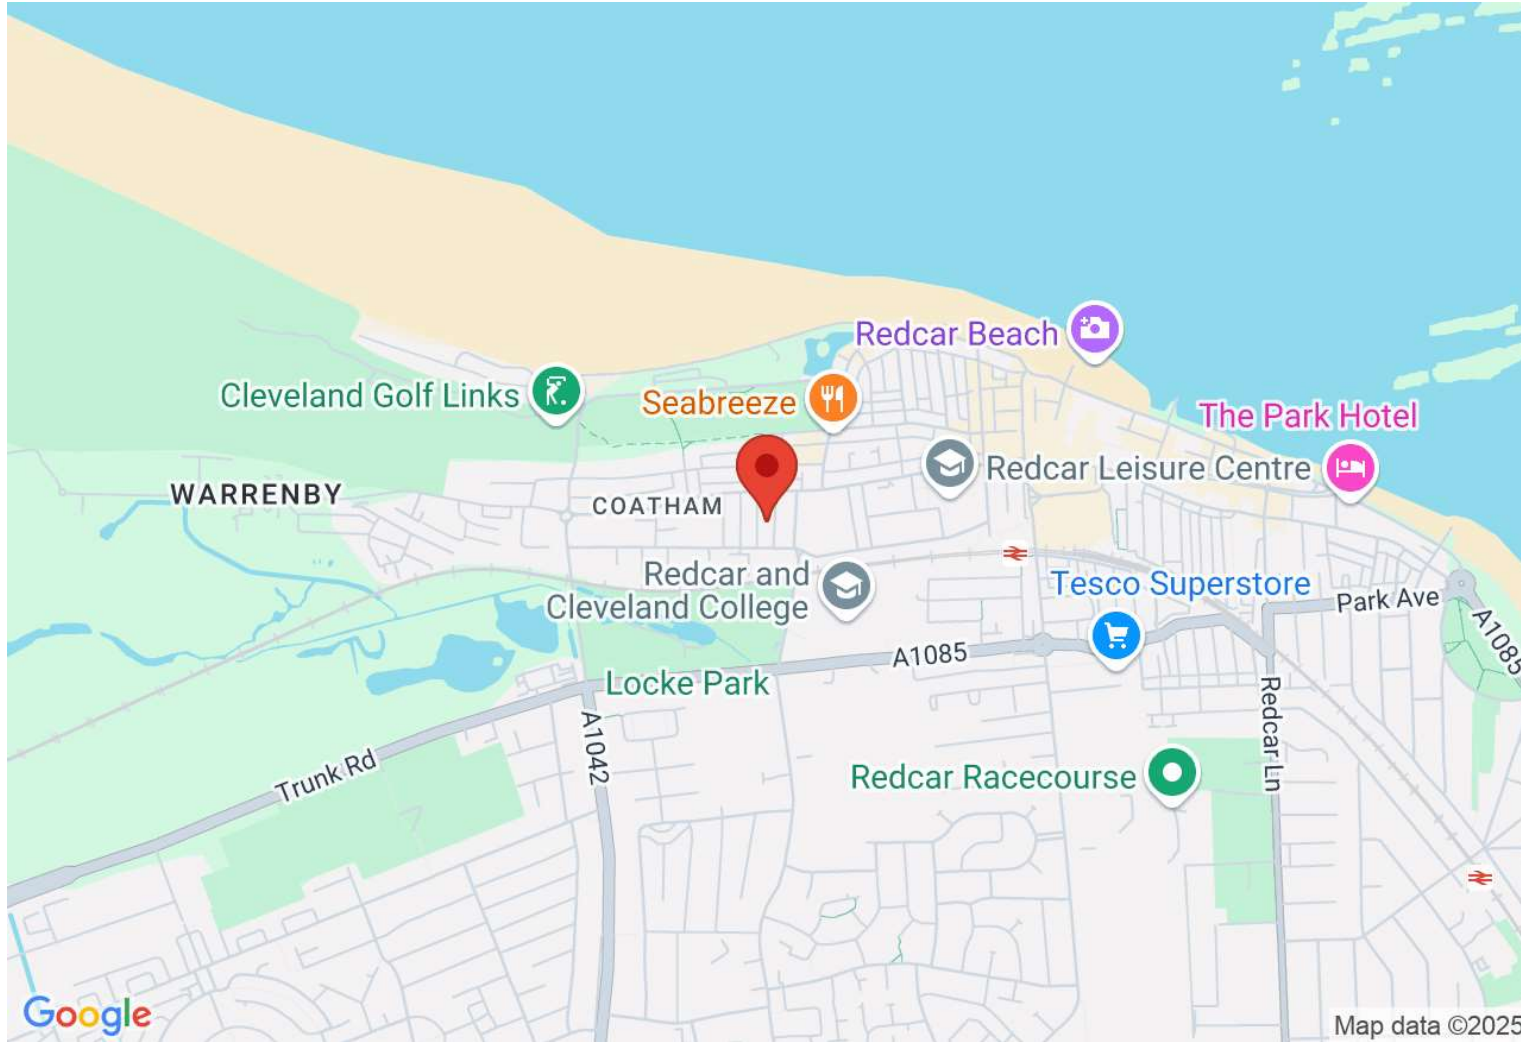 Redcar Beach
Cleveland Golf Links
Seabreeze
The Park Hotel
Redcar Leisure Centre
WARRENBY
COATHAM
Redcar and
Cleveland College
Tesco Superstore
Park Ave
A1085
A1085
Locke Park
Redcar Ln
A1042
Trunk Rd
Redcar Racecourse
Google
Map data ©2025